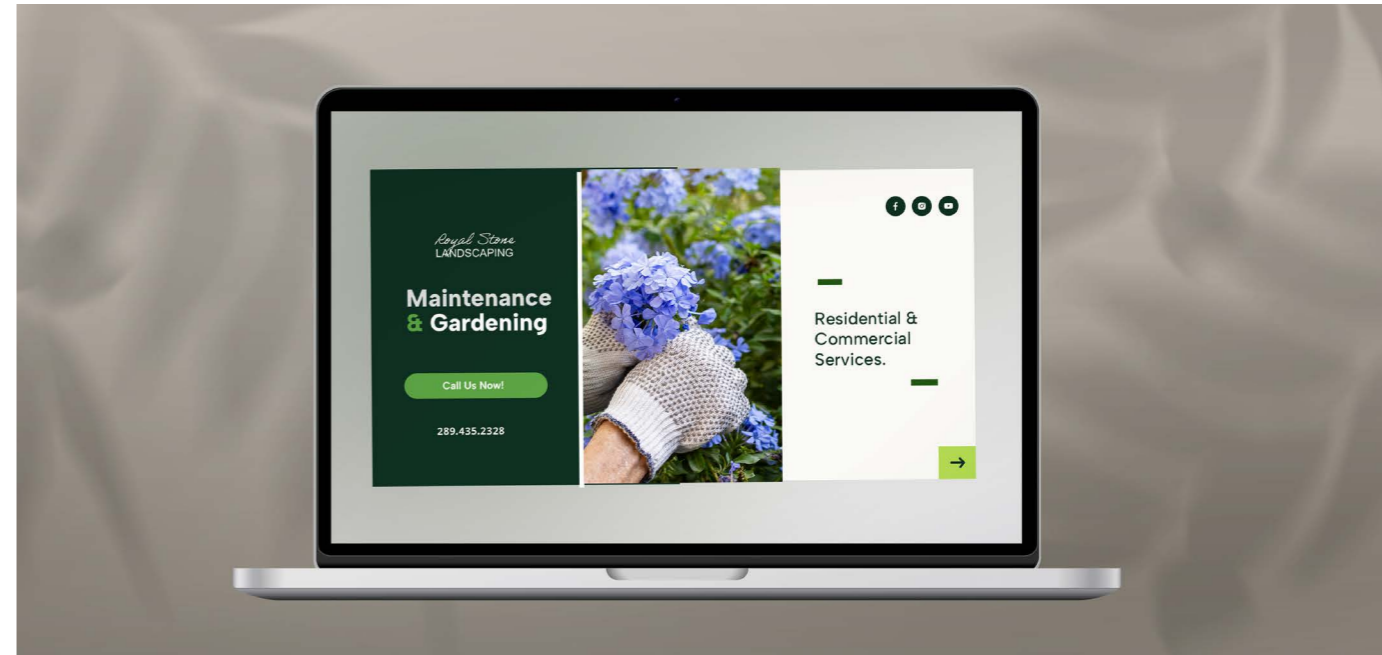 Royal Stone
LANDSCAPING
Maintenance
& Gardening
Call Us Now!
289.435.2328
Residential &
Commercial
Services.